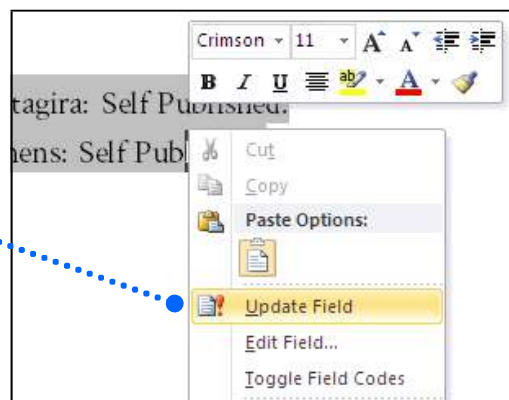 Crimson 11 A A
B I U ab A
tagira: Self Published.
hens: Self Pub
Cut
Copy
Paste Options:
Update Field
Edit Field...
Toggle Field Codes